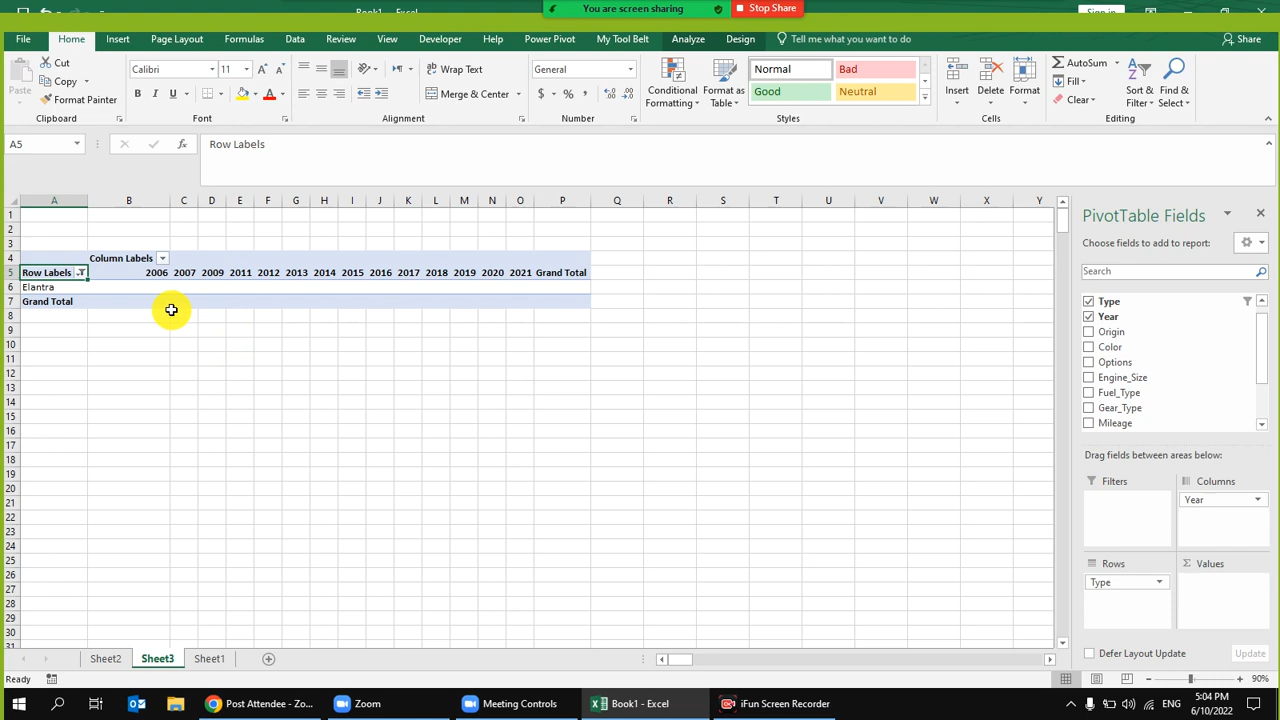 You are screen sharing Stop Share
Book1 - Excel Sign in
File Home Insert Page Layout Formulas Data Review View Developer Help Power Pivot My Tool Belt Analyze Design Tell me what you want to do Share
Paste Cut Copy Format Painter Clipboard
Calibri 11 B I U A Font
Wrap Text Merge & Center Alignment
General $ % , Number
Conditional Formatting Format as Table Normal Bad Good Neutral Styles
Insert Delete Format Cells
AutoSum Fill Clear Sort & Filter Find & Select Editing
A5 fx Row Labels
A B C D E F G H I J K L M N O P Q R S T U V W X Y
1
2
3
4 Column Labels
5 Row Labels 2006 2007 2009 2011 2012 2013 2014 2015 2016 2017 2018 2019 2020 2021 Grand Total
6 Elantra
7 Grand Total
8
9
10
11
12
13
14
15
16
17
18
19
20
21
22
23
24
25
26
27
28
29
30
31
PivotTable Fields
Choose fields to add to report:
Search
Type
Year
Origin
Color
Options
Engine_Size
Fuel_Type
Gear_Type
Mileage
Drag fields between areas below:
Filters Columns
Year
Rows Σ Values
Type
Defer Layout Update Update
Sheet2 Sheet3 Sheet1
Ready 90%
Post Attendee - Zo... Zoom Meeting Controls Book1 - Excel iFun Screen Recorder ENG 5:04 PM
6/10/2022